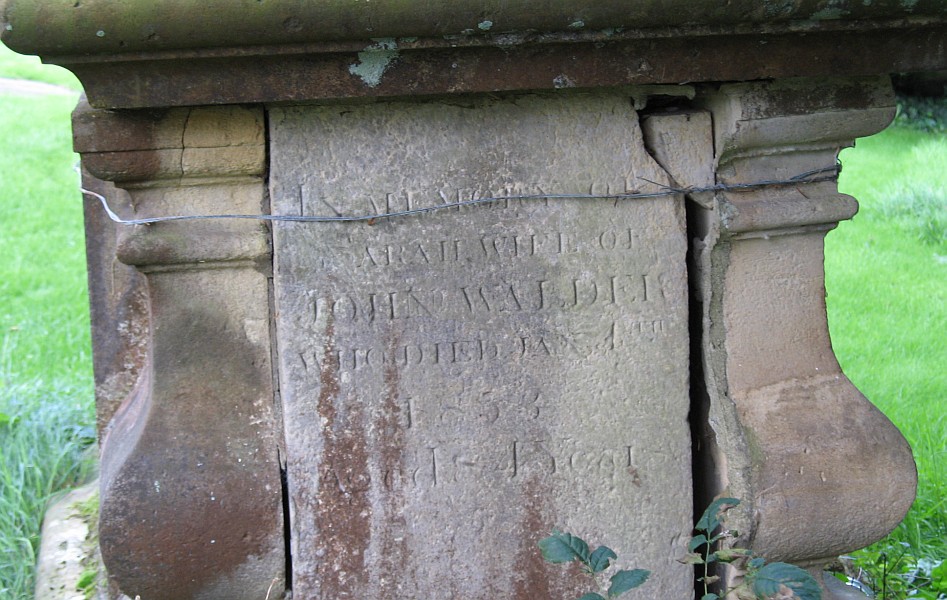 IN MEMORY OF
SARAH, WIFE OF
JOHN WALDER
WHO DIED JAN 4TH
1853
Aged 45